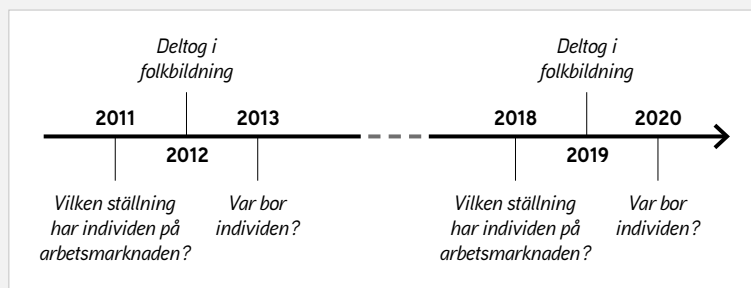 Deltog i
folkbildning
2011
2013
2012
Vilken ställning
har individen på
arbetsmarknaden?
Var bor
individen?
Deltog i
folkbildning
2018
2020
2019
Vilken ställning
har individen på
arbetsmarknaden?
Var bor
individen?